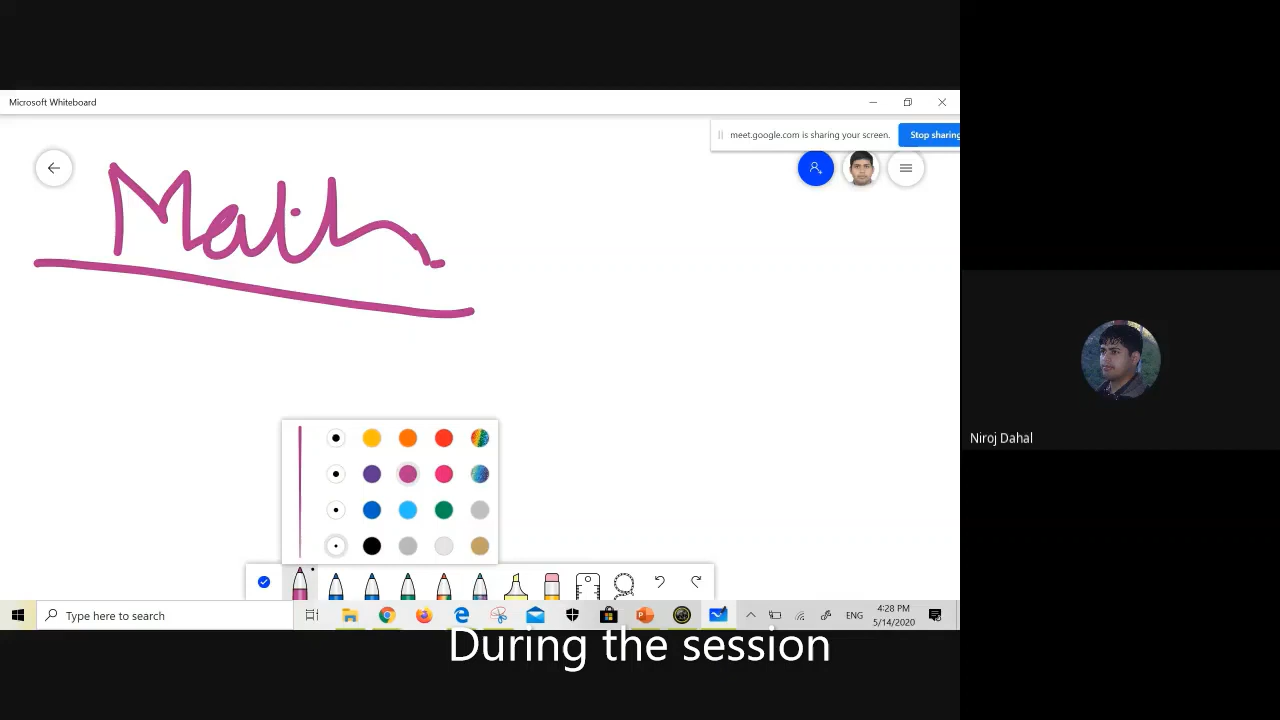 Microsoft Whiteboard
meet.google.com is sharing your screen.
Stop sharing
Math
Niroj Dahal
Type here to search
ENG
4:28 PM
5/14/2020
During the session